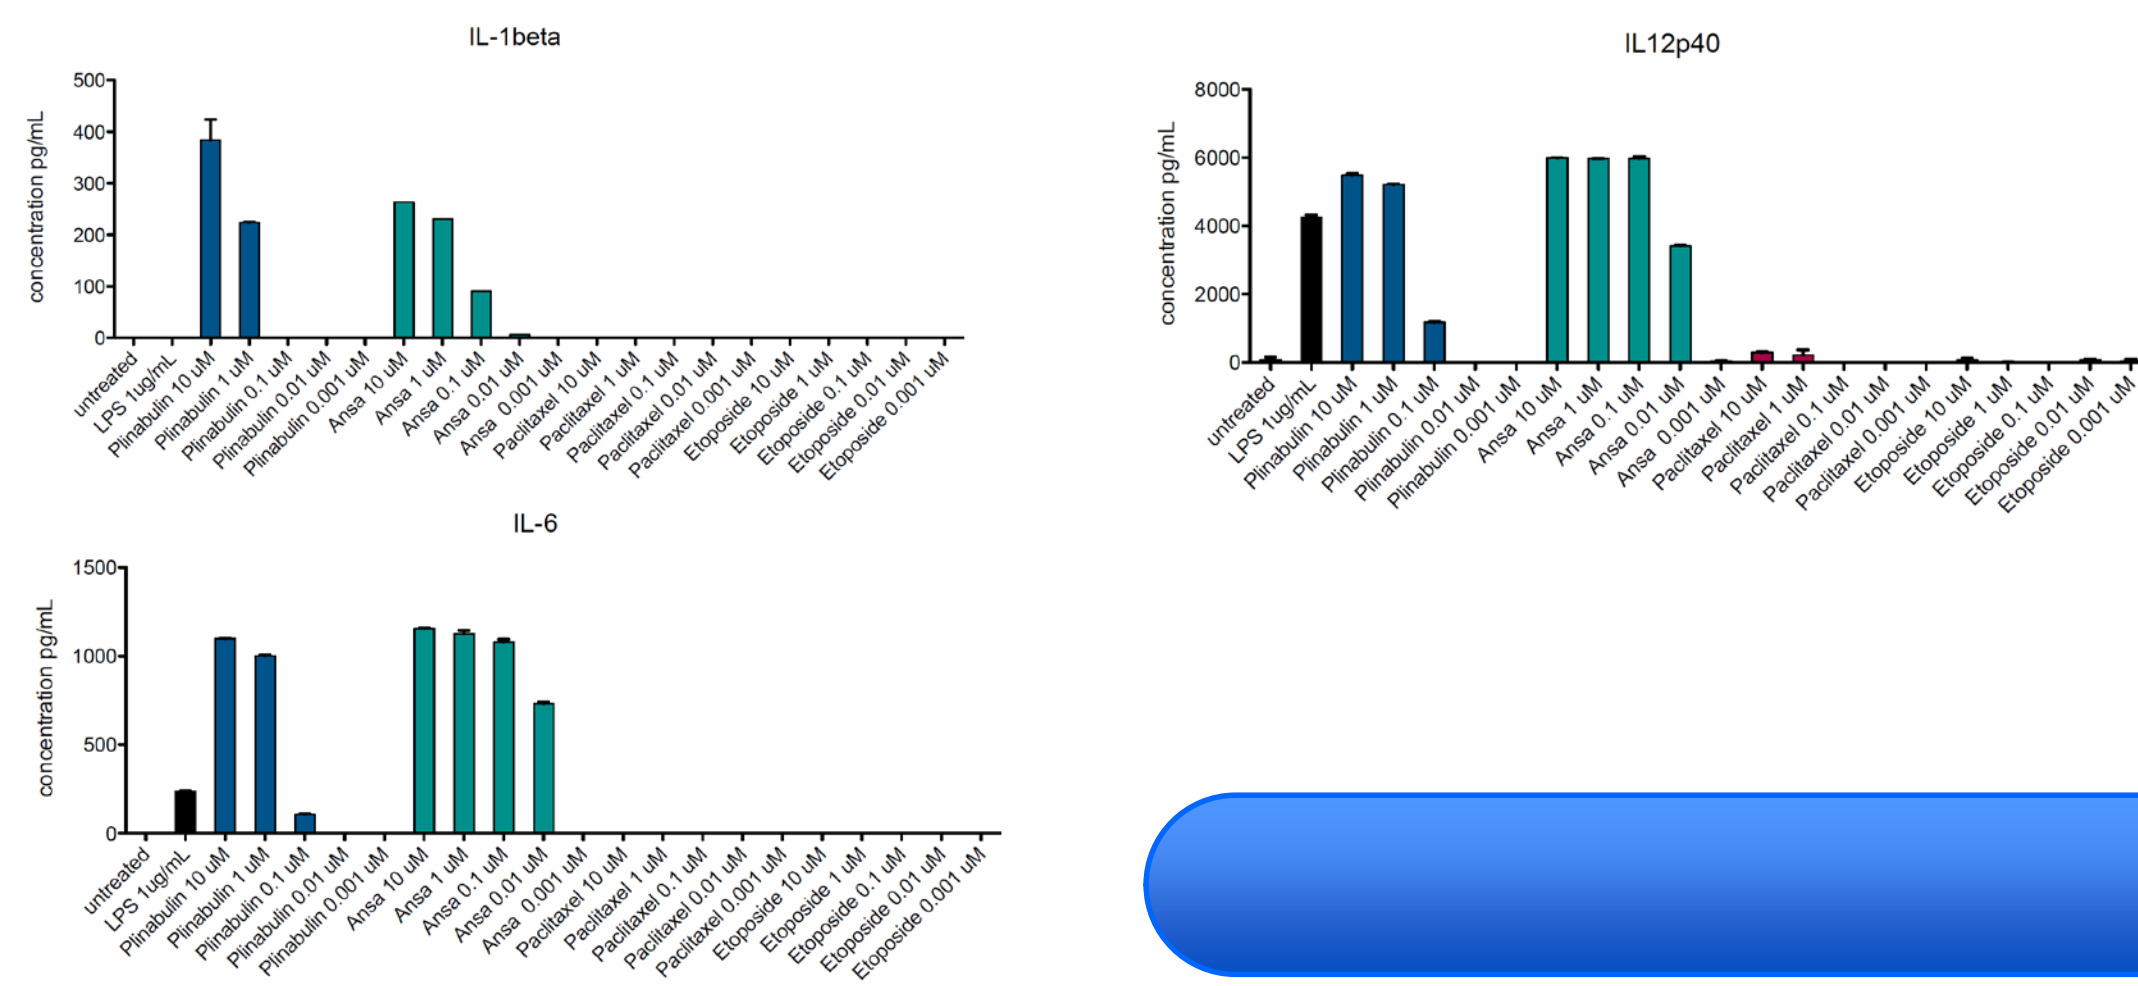 IL-1beta
concentration pg/mL
500
400
300
200
100
0
untreated
LPS 1ug/mL
Plinabulin 10 uM
Plinabulin 1 uM
Plinabulin 0.1 uM
Plinabulin 0.01 uM
Plinabulin 0.001 uM
Ansa 10 uM
Ansa 1 uM
Ansa 0.1 uM
Ansa 0.01 uM
Ansa 0.001 uM
Paclitaxel 10 uM
Paclitaxel 1 uM
Paclitaxel 0.1 uM
Paclitaxel 0.01 uM
Paclitaxel 0.001 uM
Etoposide 10 uM
Etoposide 1 uM
Etoposide 0.1 uM
Etoposide 0.01 uM
Etoposide 0.001 uM
IL12p40
concentration pg/mL
8000
6000
4000
2000
0
untreated
LPS 1ug/mL
Plinabulin 10 uM
Plinabulin 1 uM
Plinabulin 0.1 uM
Plinabulin 0.01 uM
Plinabulin 0.001 uM
Ansa 10 uM
Ansa 1 uM
Ansa 0.1 uM
Ansa 0.01 uM
Ansa 0.001 uM
Paclitaxel 10 uM
Paclitaxel 1 uM
Paclitaxel 0.1 uM
Paclitaxel 0.01 uM
Paclitaxel 0.001 uM
Etoposide 10 uM
Etoposide 1 uM
Etoposide 0.1 uM
Etoposide 0.01 uM
Etoposide 0.001 uM
IL-6
concentration pg/mL
1500
1000
500
0
untreated
LPS 1ug/mL
Plinabulin 10 uM
Plinabulin 1 uM
Plinabulin 0.1 uM
Plinabulin 0.01 uM
Plinabulin 0.001 uM
Ansa 10 uM
Ansa 1 uM
Ansa 0.1 uM
Ansa 0.01 uM
Ansa 0.001 uM
Paclitaxel 10 uM
Paclitaxel 1 uM
Paclitaxel 0.1 uM
Paclitaxel 0.01 uM
Paclitaxel 0.001 uM
Etoposide 10 uM
Etoposide 1 uM
Etoposide 0.1 uM
Etoposide 0.01 uM
Etoposide 0.001 uM